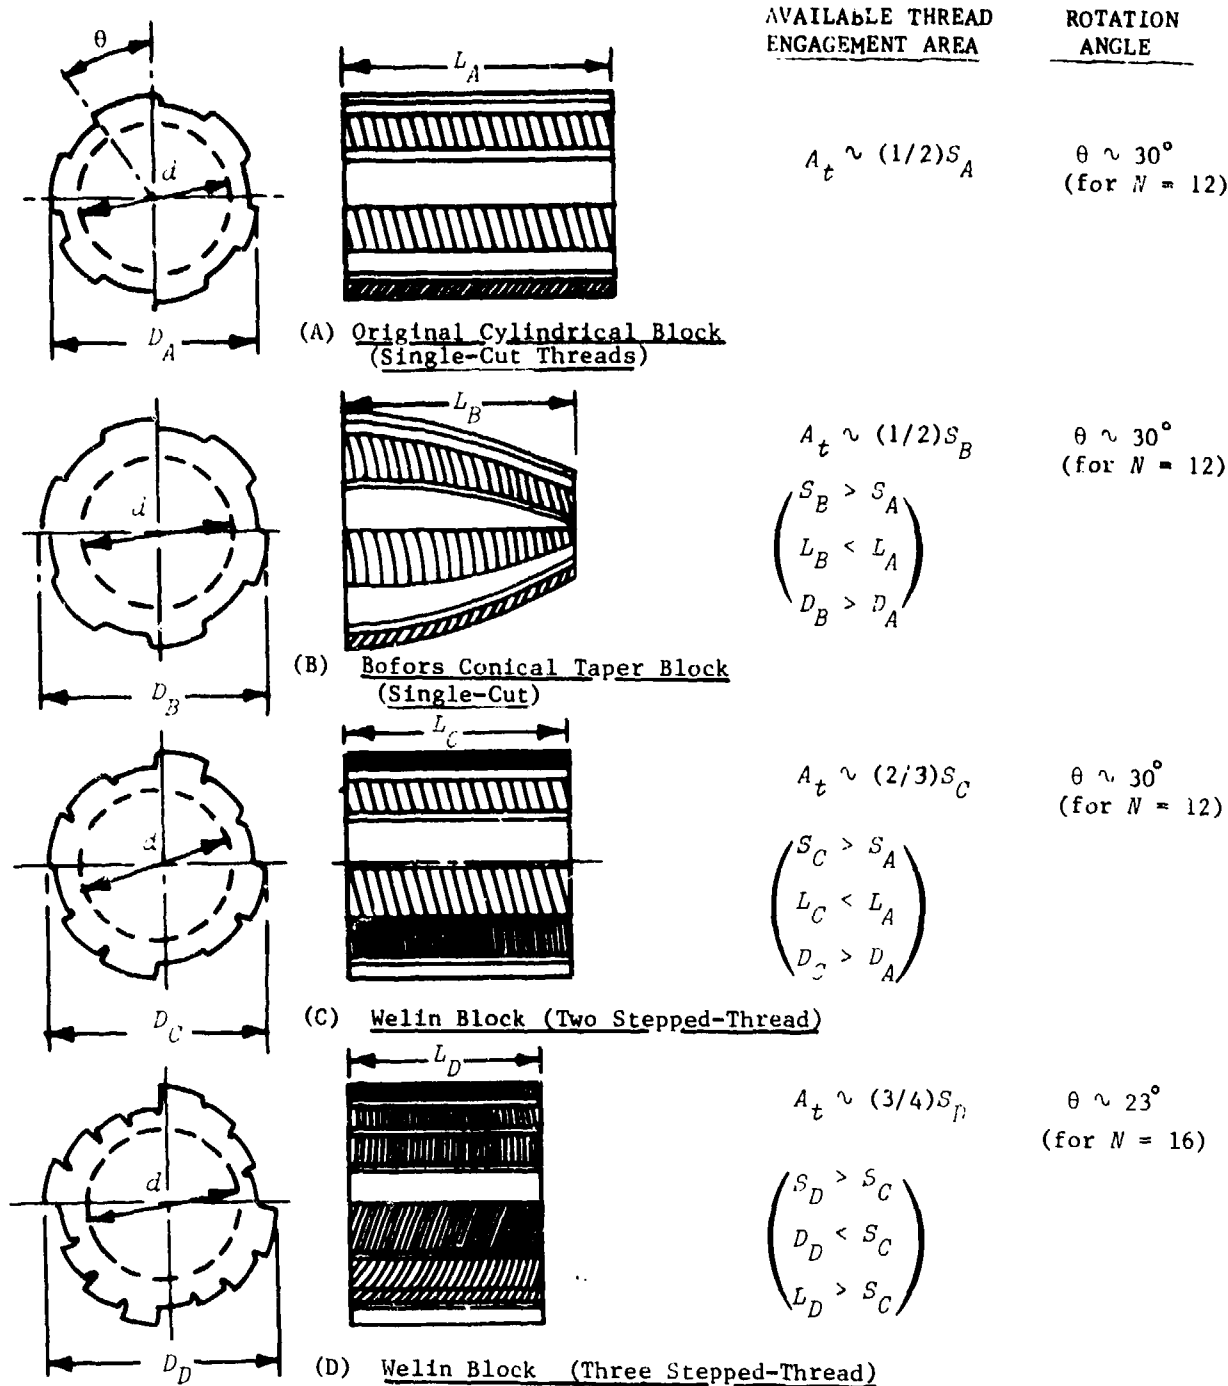 AVAILABLE THREAD
ENGAGEMENT AREA
ROTATION
ANGLE
θ
d
D_A
L_A
A_t ~ (1/2)S_A
θ ~ 30°
(for N = 12)
(A) Original Cylindrical Block
(Single-Cut Threads)
d
D_B
L_B
A_t ~ (1/2)S_B
S_B > S_A
L_B < L_A
D_B > D_A
θ ~ 30°
(for N = 12)
(B) Bofors Conical Taper Block
(Single-Cut)
d
D_C
L_C
A_t ~ (2/3)S_C
S_C > S_A
L_C < L_A
D_C > D_A
θ ~ 30°
(for N = 12)
(C) Welin Block (Two Stepped-Thread)
d
D_D
L_D
A_t ~ (3/4)S_D
S_D > S_C
D_D < S_C
L_D > S_C
θ ~ 23°
(for N = 16)
(D) Welin Block (Three Stepped-Thread)